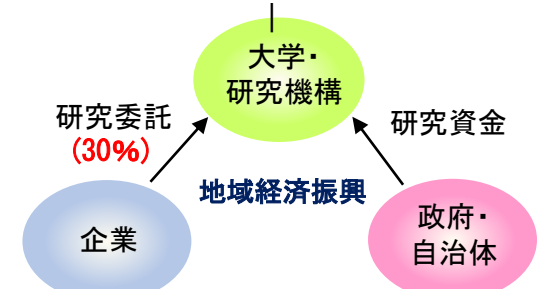 大学・
研究機構
研究委託
(30%)
研究資金
地域経済振興
企業
政府・
自治体